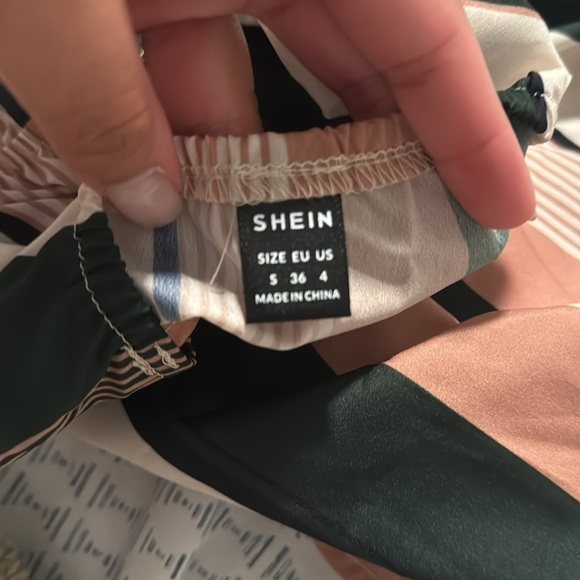 SHEIN
SIZE EU US
S 36 4
MADE IN CHINA